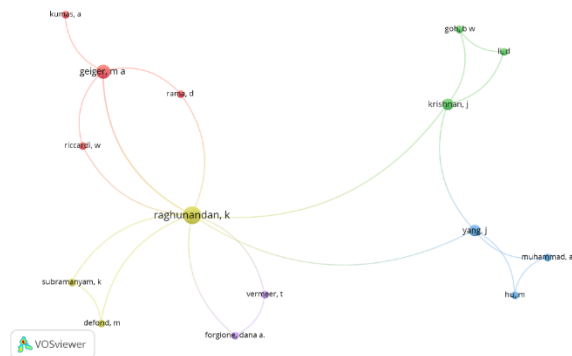 kumas, a
goh, b w
li, d
geiger, m a
rama, d
krishnan, j
riccardi, w
raghunandan, k
yang, j
muhammad, a
subramanyam, k
hu, m
vermeer, t
defond, m
forgione, dana a.
VOSviewer